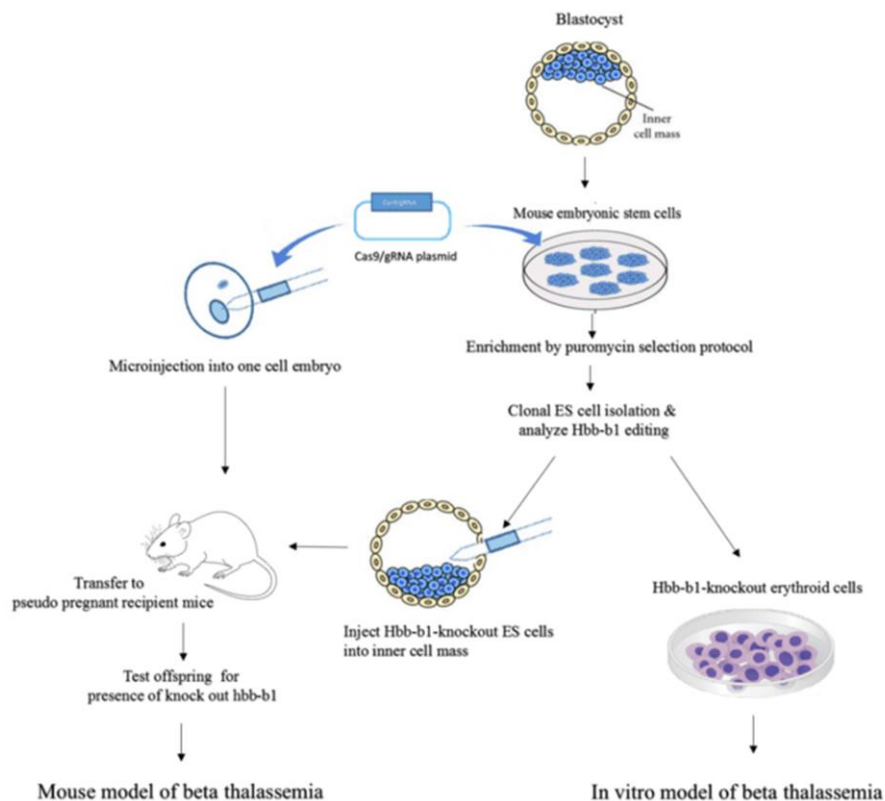 Blastocyst
Inner
cell mass
Mouse embryonic stem cells
Cas9/gRNA plasmid
Enrichment by puromycin selection protocol
Microinjection into one cell embryo
Clonal ES cell isolation &
analyze Hbb-b1 editing
Transfer to
pseudo pregnant recipient mice
Inject Hbb-b1-knockout ES cells
into inner cell mass
Hbb-b1-knockout erythroid cells
Test offspring for
presence of knock out hbb-b1
Mouse model of beta thalassemia
In vitro model of beta thalassemia